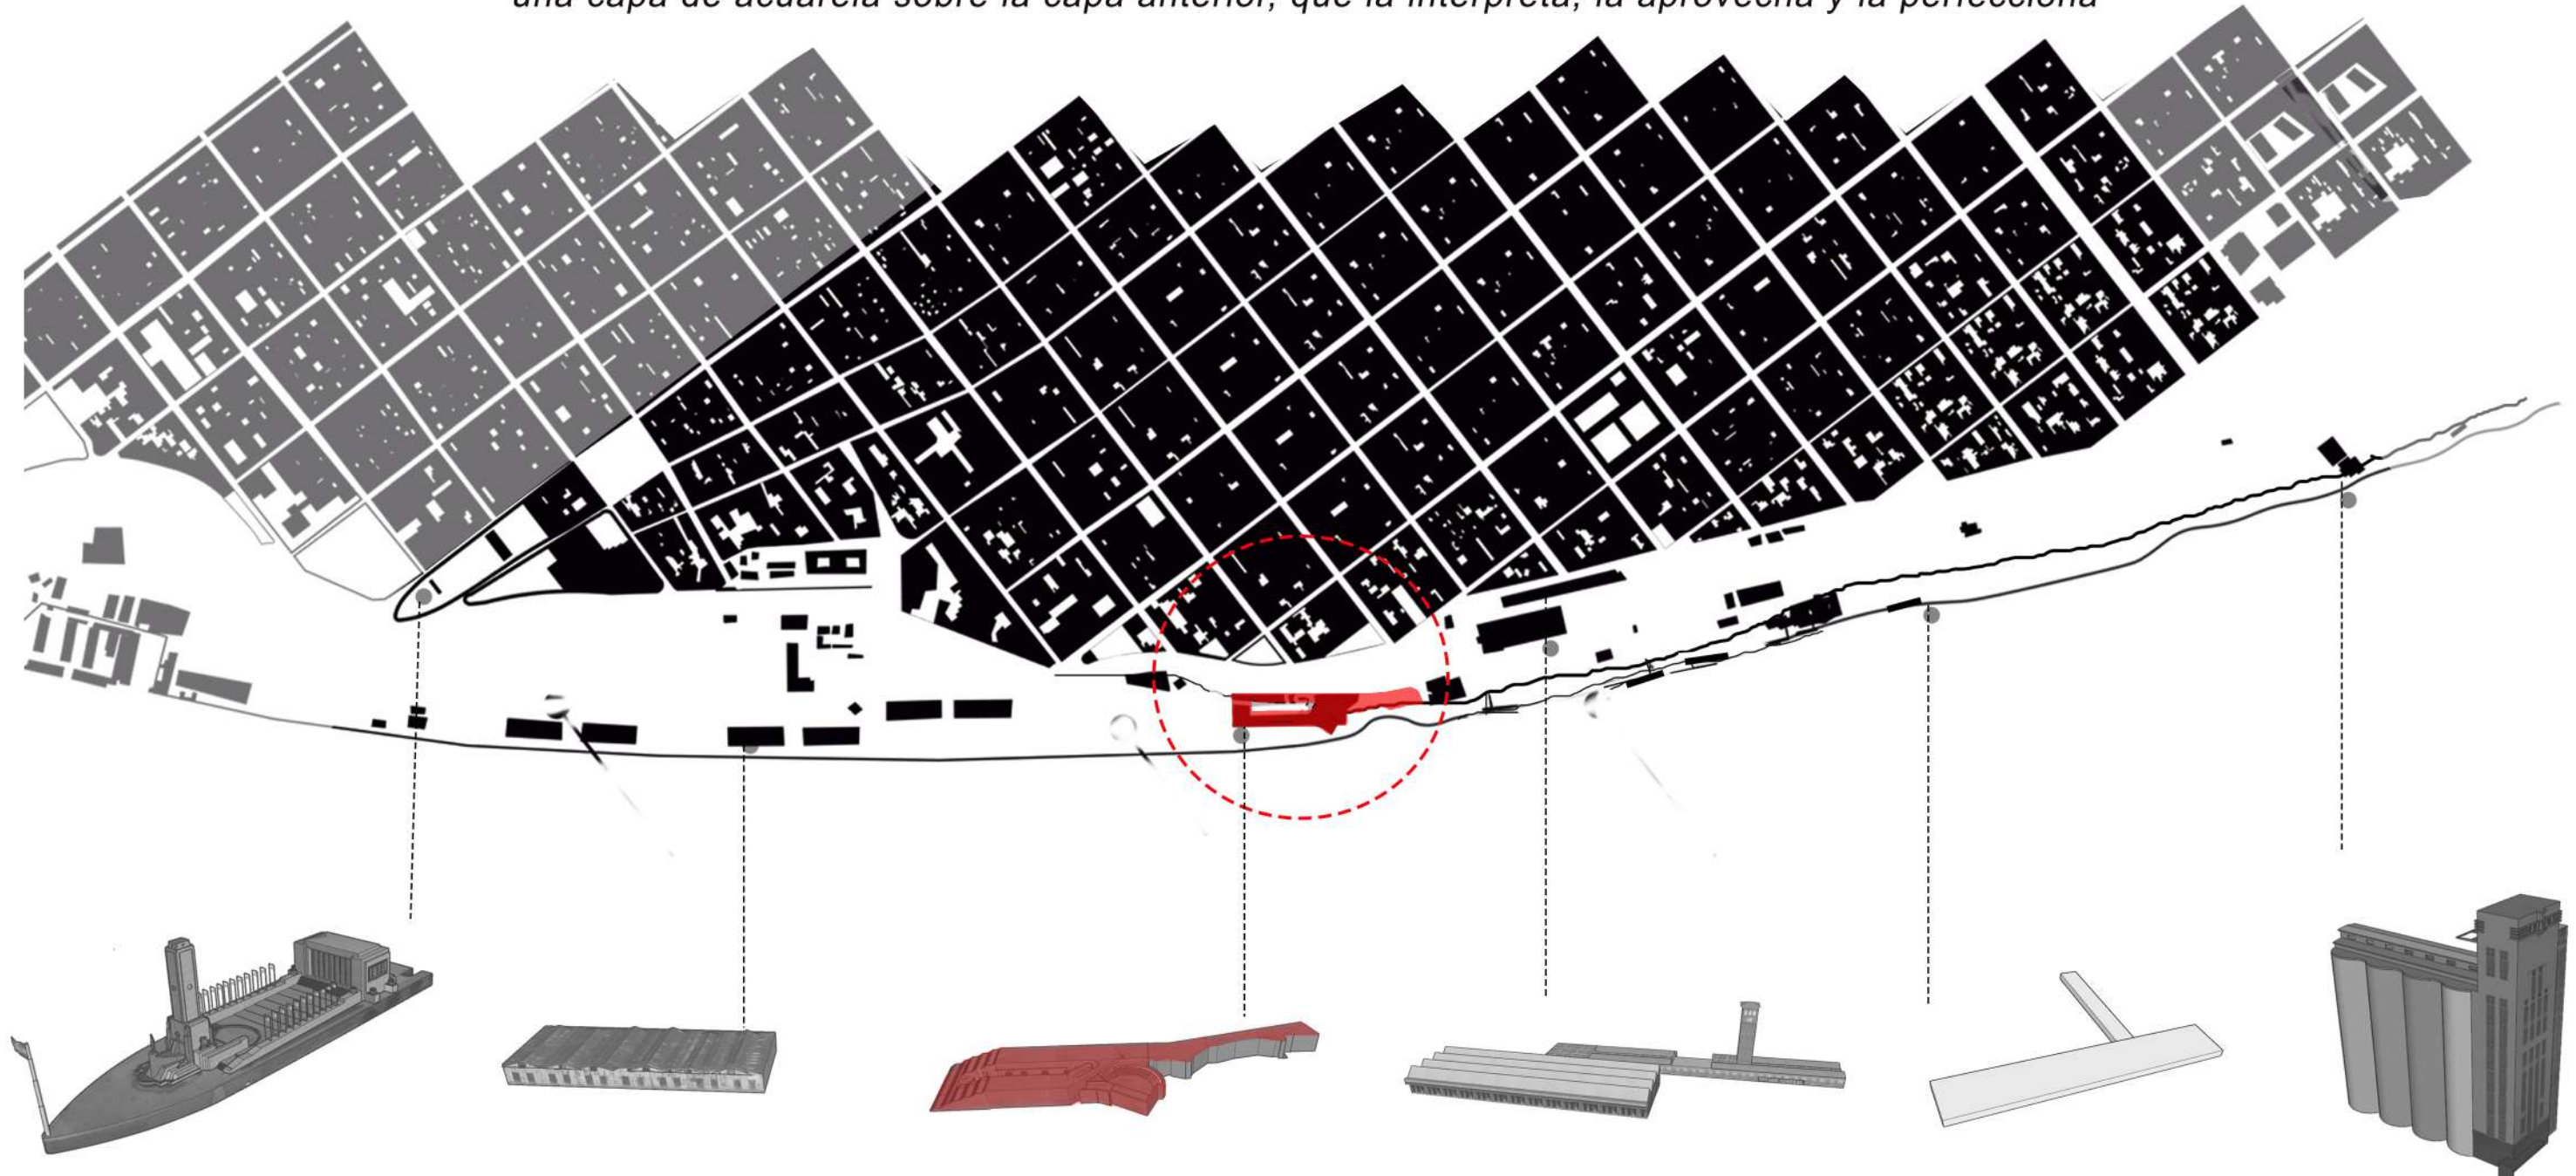 una capa de acuarela sobre la capa anterior, que la interpreta, la aprovecha y la perfecciona